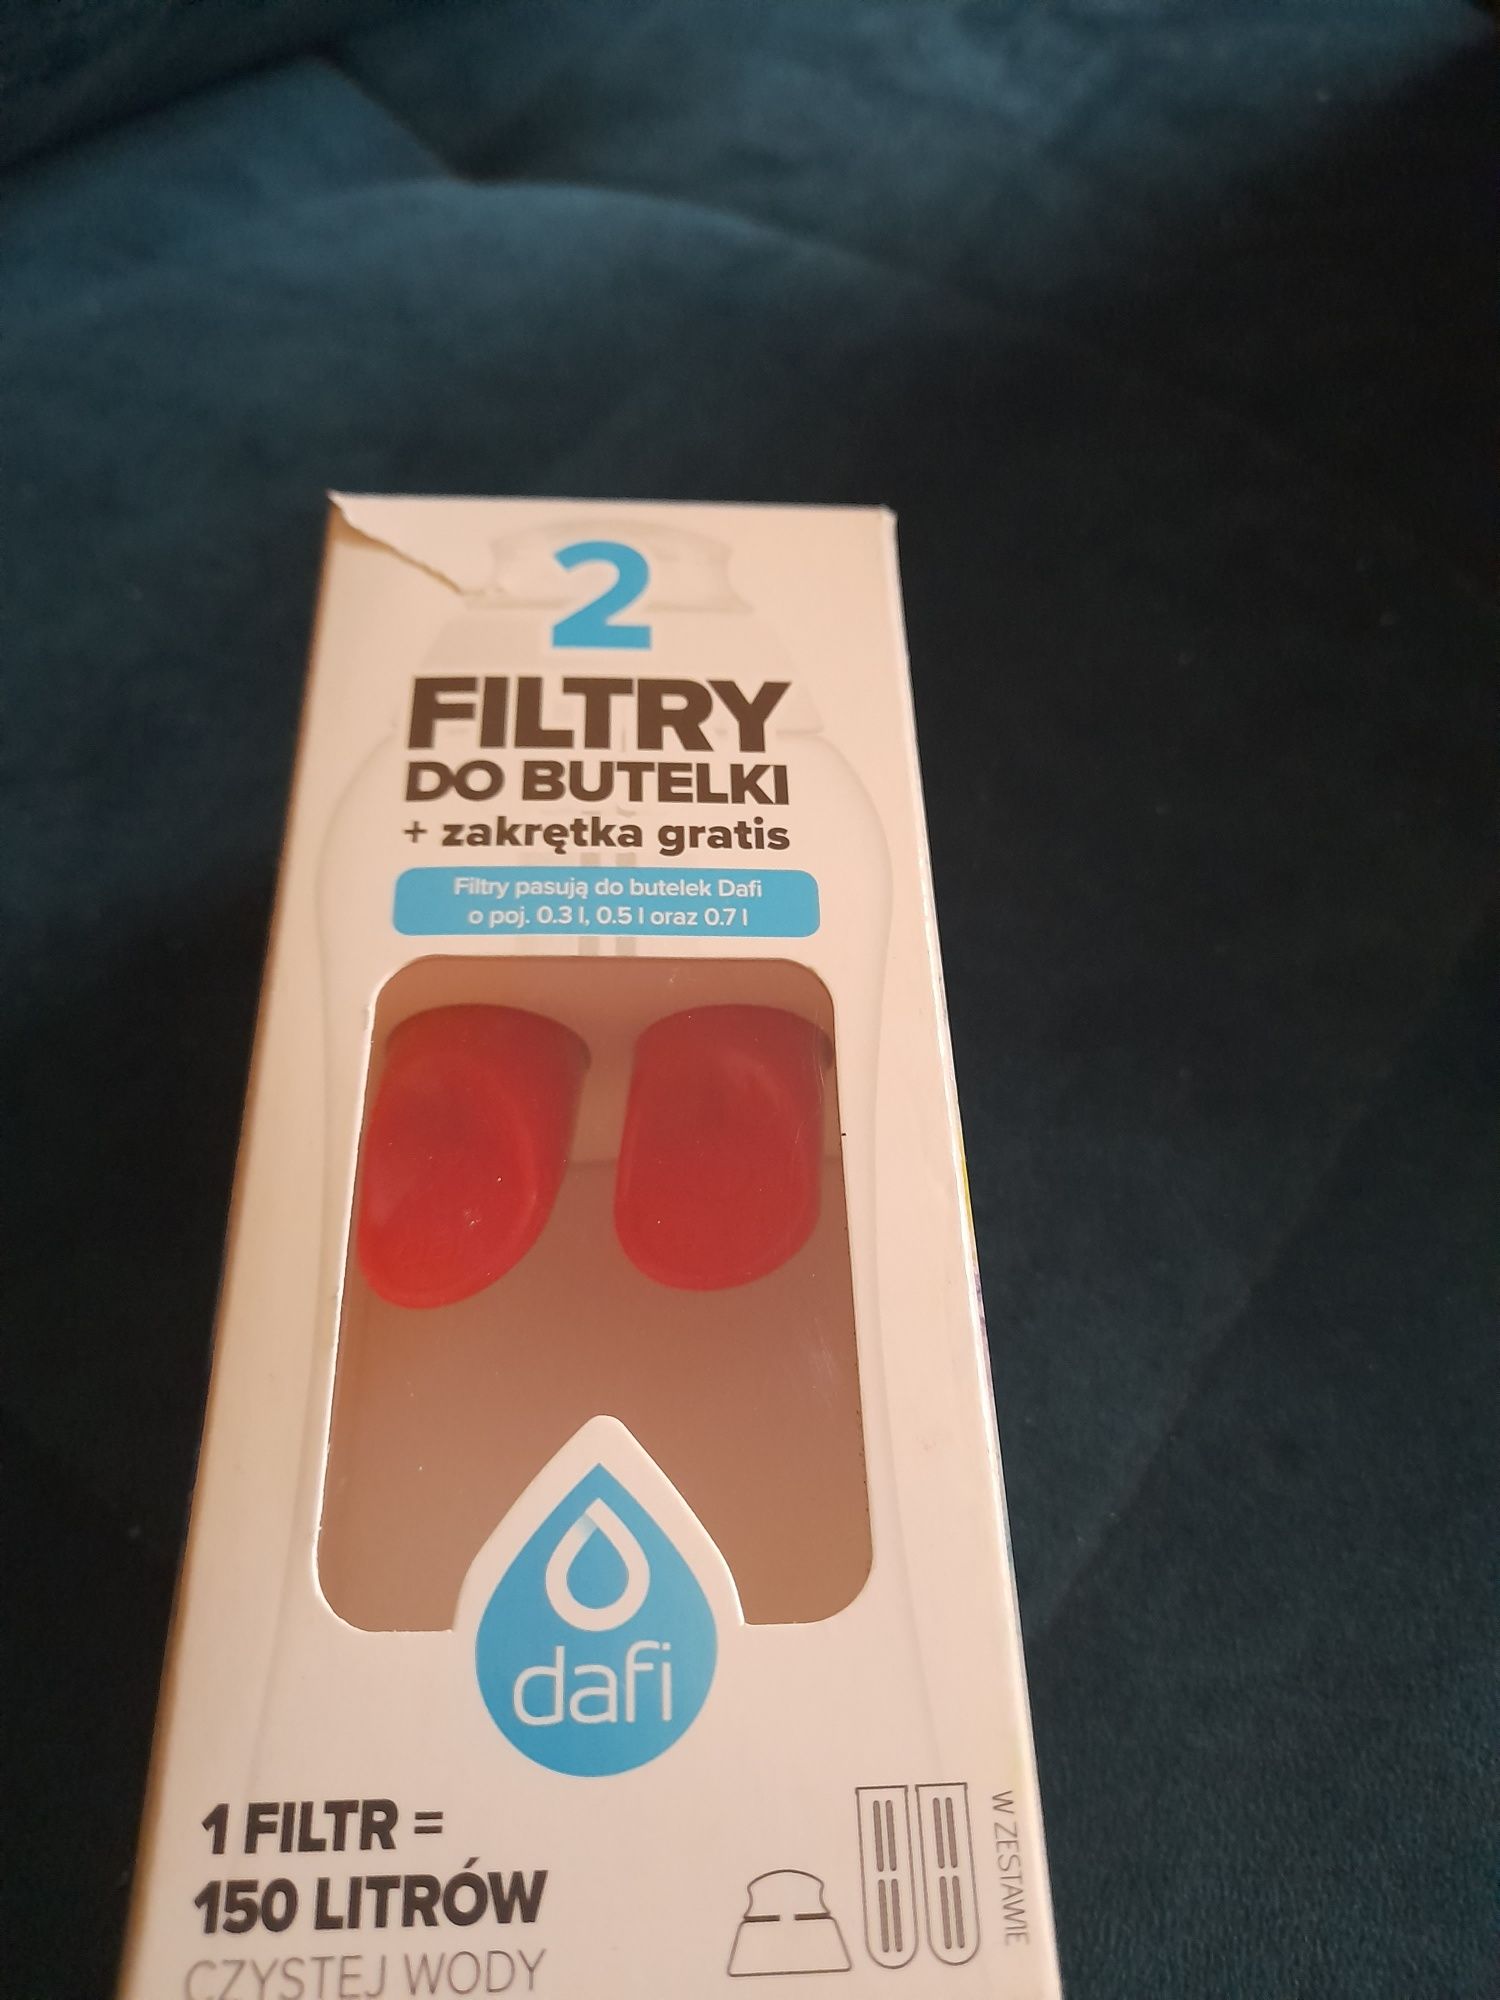 2
FILTRY
DO BUTELKI
+ zakrętka gratis
Filtry pasują do butelek Dafi
o poj. 0.3 l, 0.5 l oraz 0.7 l
dafi
1 FILTR =
150 LITRÓW
CZYSTEJ WODY
W ZESTAWIE